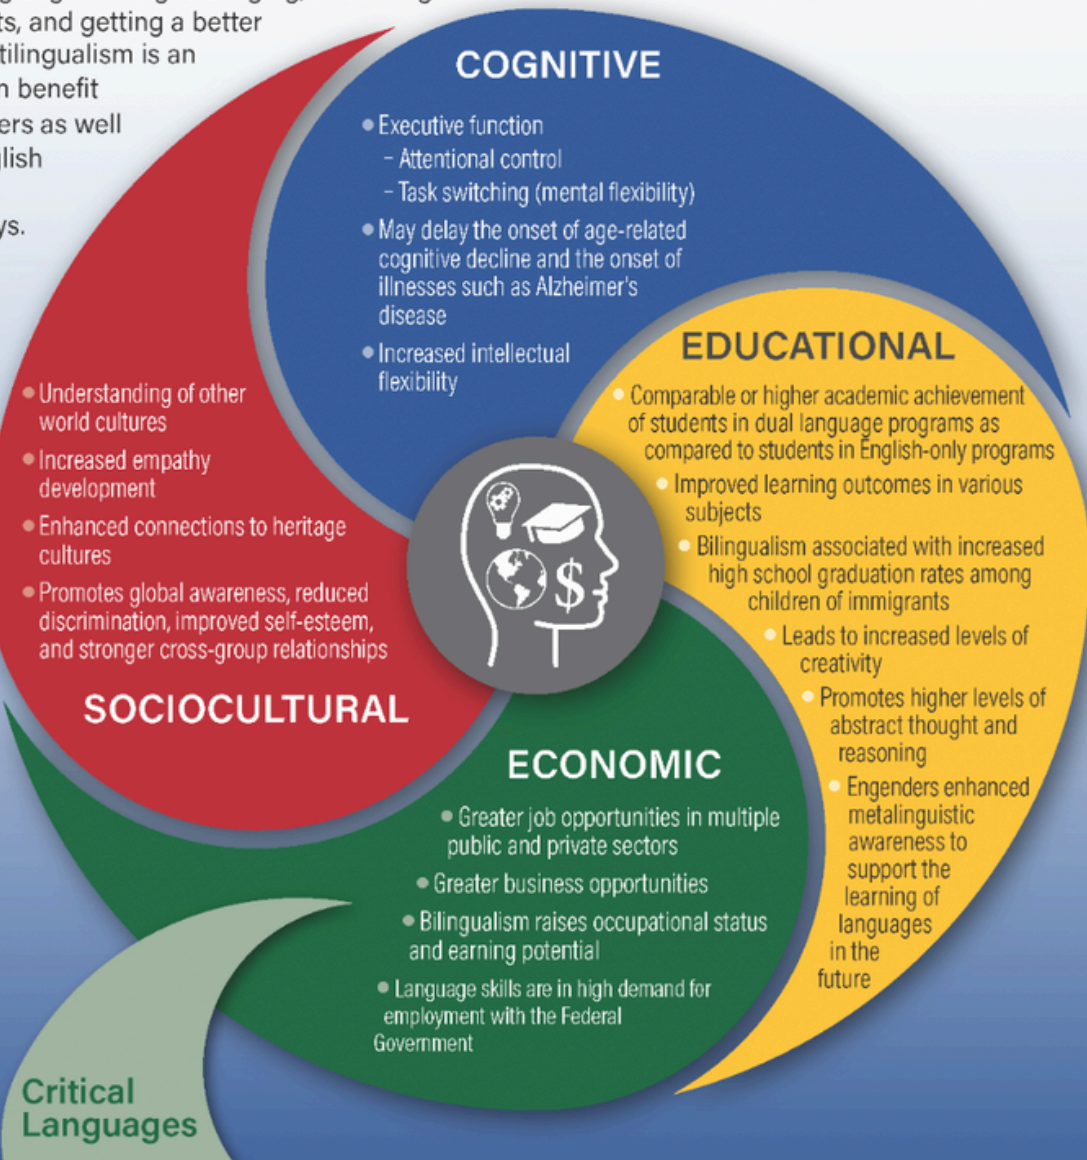 ts, and getting a better
tilingualism is an
n benefit
ers as well
glish
ys.
COGNITIVE
• Executive function
– Attentional control
– Task switching (mental flexibility)
• May delay the onset of age-related
cognitive decline and the onset of
illnesses such as Alzheimer's
disease
• Increased intellectual
flexibility
EDUCATIONAL
• Comparable or higher academic achievement
of students in dual language programs as
compared to students in English-only programs
• Improved learning outcomes in various
subjects
• Bilingualism associated with increased
high school graduation rates among
children of immigrants
• Leads to increased levels of
creativity
• Promotes higher levels of
abstract thought and
reasoning
• Engenders enhanced
metalinguistic
awareness to
support the
learning of
languages
in the
future
• Understanding of other
world cultures
• Increased empathy
development
• Enhanced connections to heritage
cultures
• Promotes global awareness, reduced
discrimination, improved self-esteem,
and stronger cross-group relationships
SOCIOCULTURAL
$
ECONOMIC
• Greater job opportunities in multiple
public and private sectors
• Greater business opportunities
• Bilingualism raises occupational status
and earning potential
• Language skills are in high demand for
employment with the Federal
Government
Critical
Languages